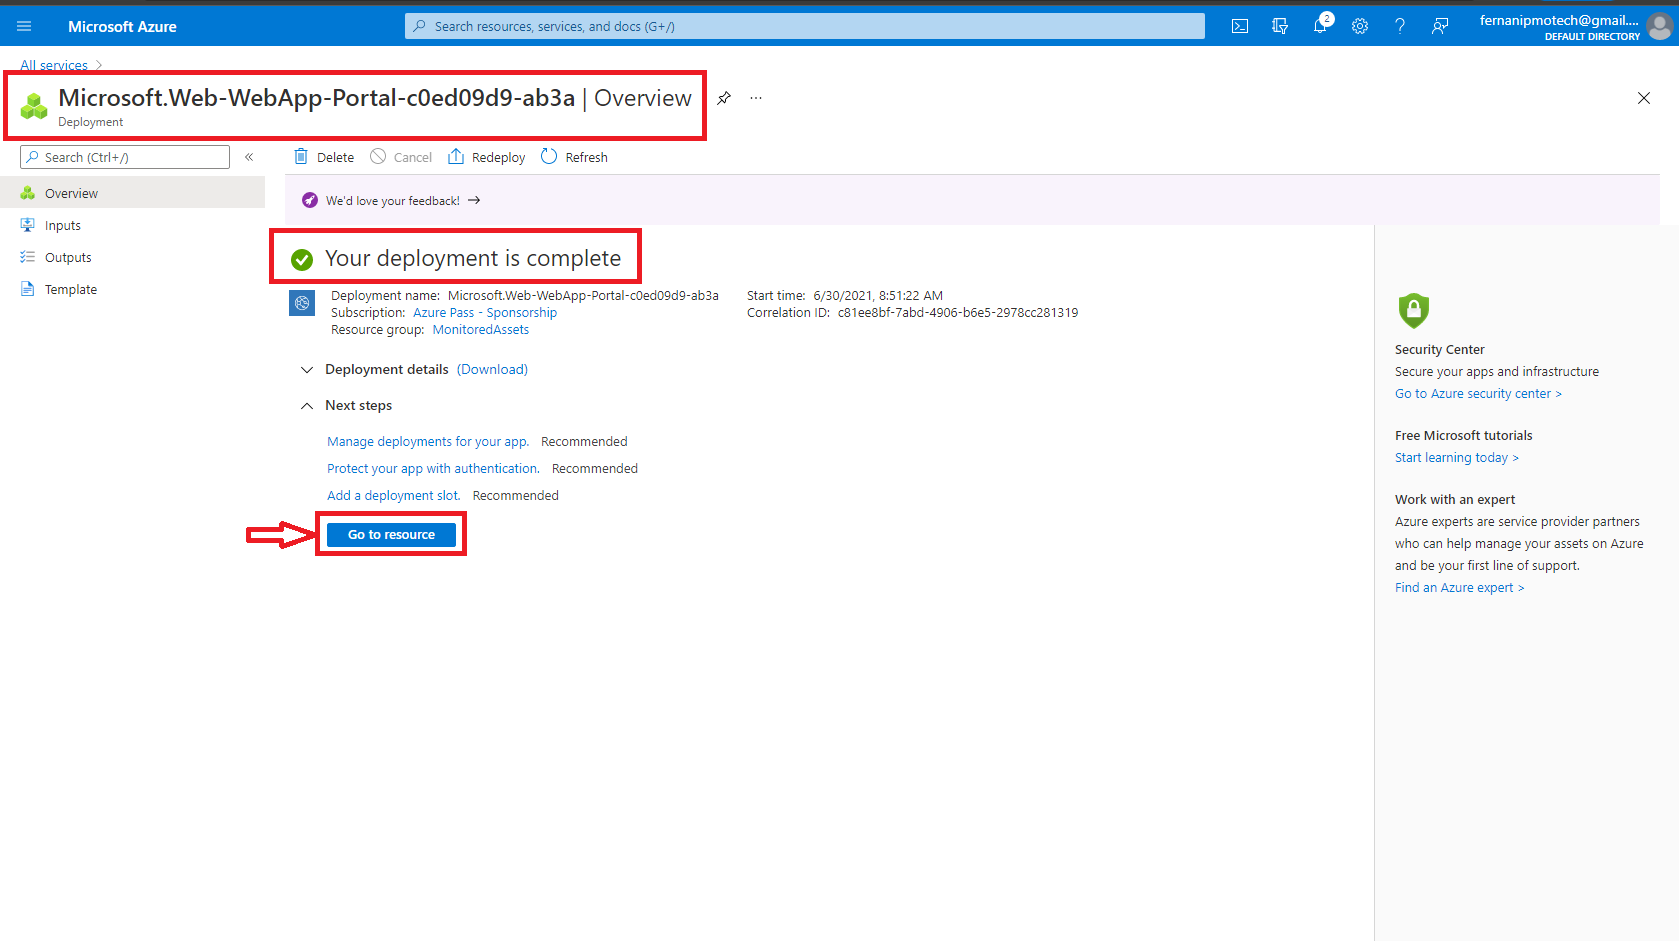 Microsoft Azure
Search resources, services, and docs (G+/)
2
fernanipmotech@gmail....
DEFAULT DIRECTORY
All services >
Microsoft.Web-WebApp-Portal-c0ed09d9-ab3a | Overview
Deployment
Search (Ctrl+/)
«
Delete
Cancel
Redeploy
Refresh
Overview
Inputs
Outputs
Template
We'd love your feedback! →
Your deployment is complete
Deployment name: Microsoft.Web-WebApp-Portal-c0ed09d9-ab3a
Subscription: Azure Pass - Sponsorship
Resource group: MonitoredAssets
Start time: 6/30/2021, 8:51:22 AM
Correlation ID: c81ee8bf-7abd-4906-b6e5-2978cc281319
Deployment details (Download)
Next steps
Manage deployments for your app. Recommended
Protect your app with authentication. Recommended
Add a deployment slot. Recommended
Go to resource
Security Center
Secure your apps and infrastructure
Go to Azure security center >
Free Microsoft tutorials
Start learning today >
Work with an expert
Azure experts are service provider partners
who can help manage your assets on Azure
and be your first line of support.
Find an Azure expert >